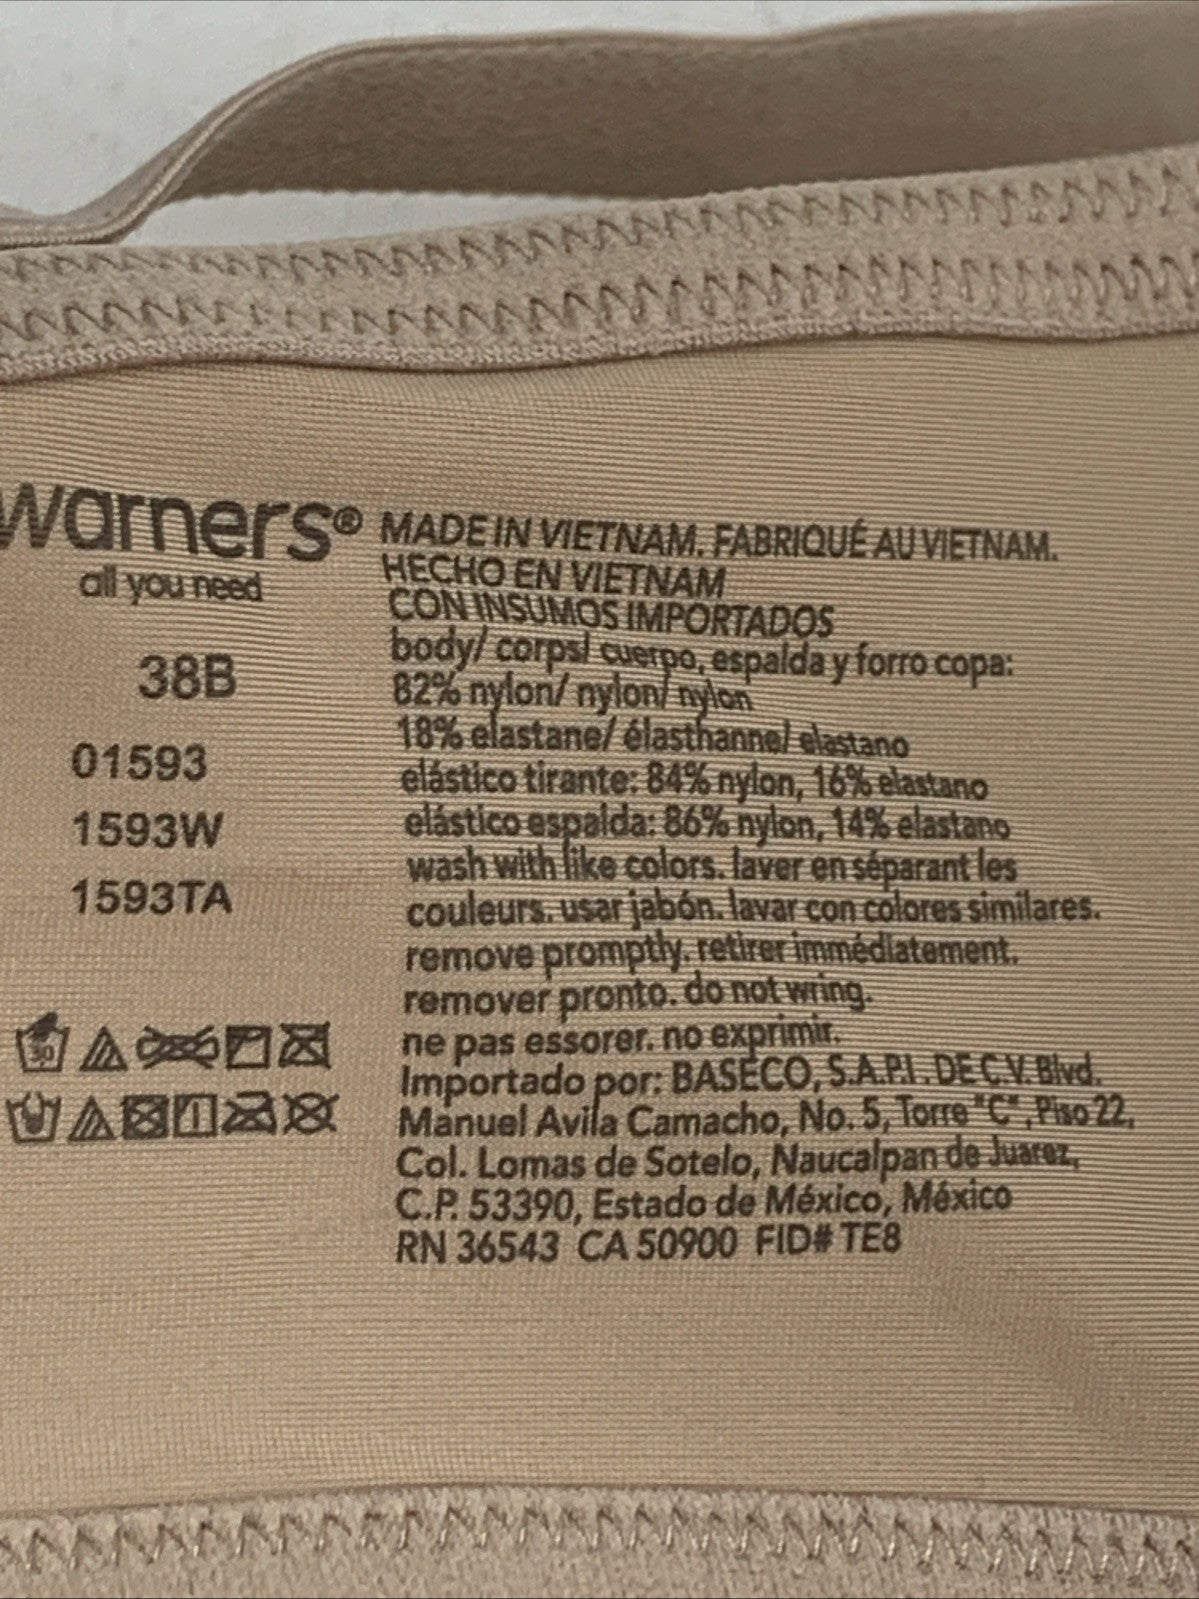 warners®
all you need
38B
01593
1593W
1593TA
30
MADE IN VIETNAM. FABRIQUÉ AU VIETNAM.
HECHO EN VIETNAM
CON INSUMOS IMPORTADOS
body/ corps/ cuerpo, espalda y forro copa:
82% nylon/ nylon/ nylon
18% elastane/ élasthanne/ elastano
elástico tirante: 84% nylon, 16% elastano
elástico espalda: 86% nylon, 14% elastano
wash with like colors. laver en séparant les
couleurs. usar jabón. lavar con colores similares.
remove promptly. retirer immédiatement.
remover pronto. do not wring.
ne pas essorer. no exprimir.
Importado por: BASECO, S.A.P.I. DE C.V. Blvd.
Manuel Avila Camacho, No. 5, Torre "C", Piso 22,
Col. Lomas de Sotelo, Naucalpan de Juarez,
C.P. 53390, Estado de México, México
RN 36543 CA 50900 FID# TE8